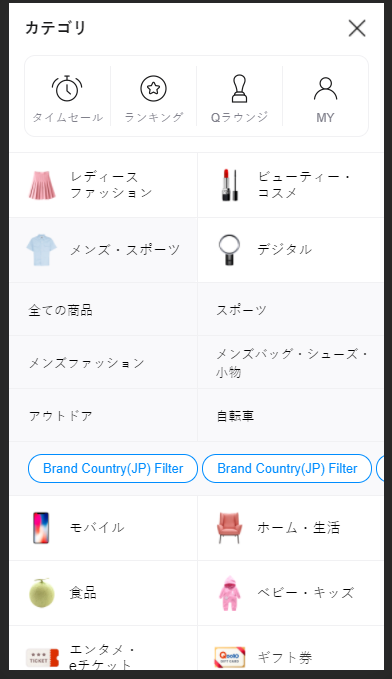 カテゴリ
タイムセール
ランキング
Qラウンジ
MY
レディース
ファッション
ビューティー・
コスメ
メンズ・スポーツ
デジタル
全ての商品
スポーツ
メンズファッション
メンズバッグ・シューズ・
小物
アウトドア
自転車
Brand Country(JP) Filter
Brand Country(JP) Filter
モバイル
ホーム・生活
食品
ベビー・キッズ
エンタメ・
eチケット
TICKET
Qoo10
GIFT CARD
ギフト券